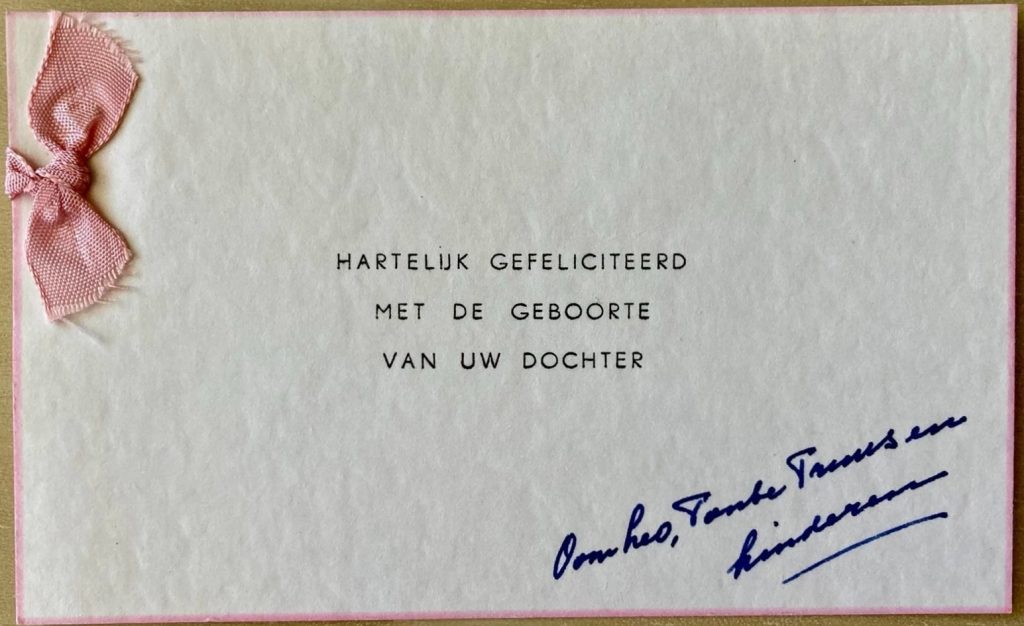 HARTELIJK GEFELICITEERD
MET DE GEBOORTE
VAN UW DOCHTER
Oom Leo, Tante Truus en
kinderen